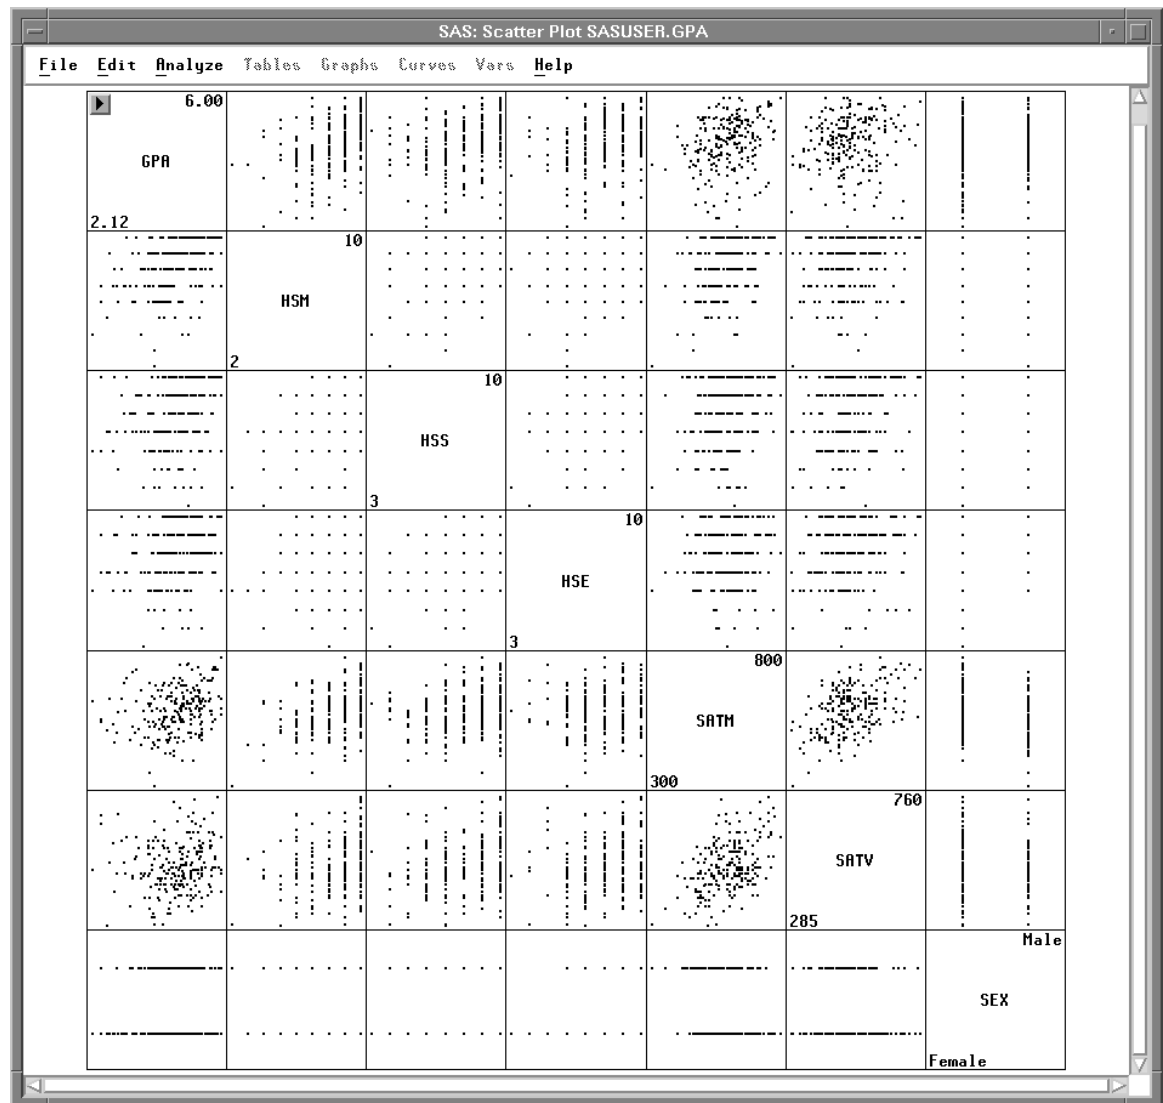 SAS: Scatter Plot SASUSER.GPA
File Edit Analyze Tables Graphs Curves Vars Help
6.00
GPA
2.12
10
HSM
2
10
HSS
3
10
HSE
3
800
SATM
300
760
SATV
285
Male
SEX
Female